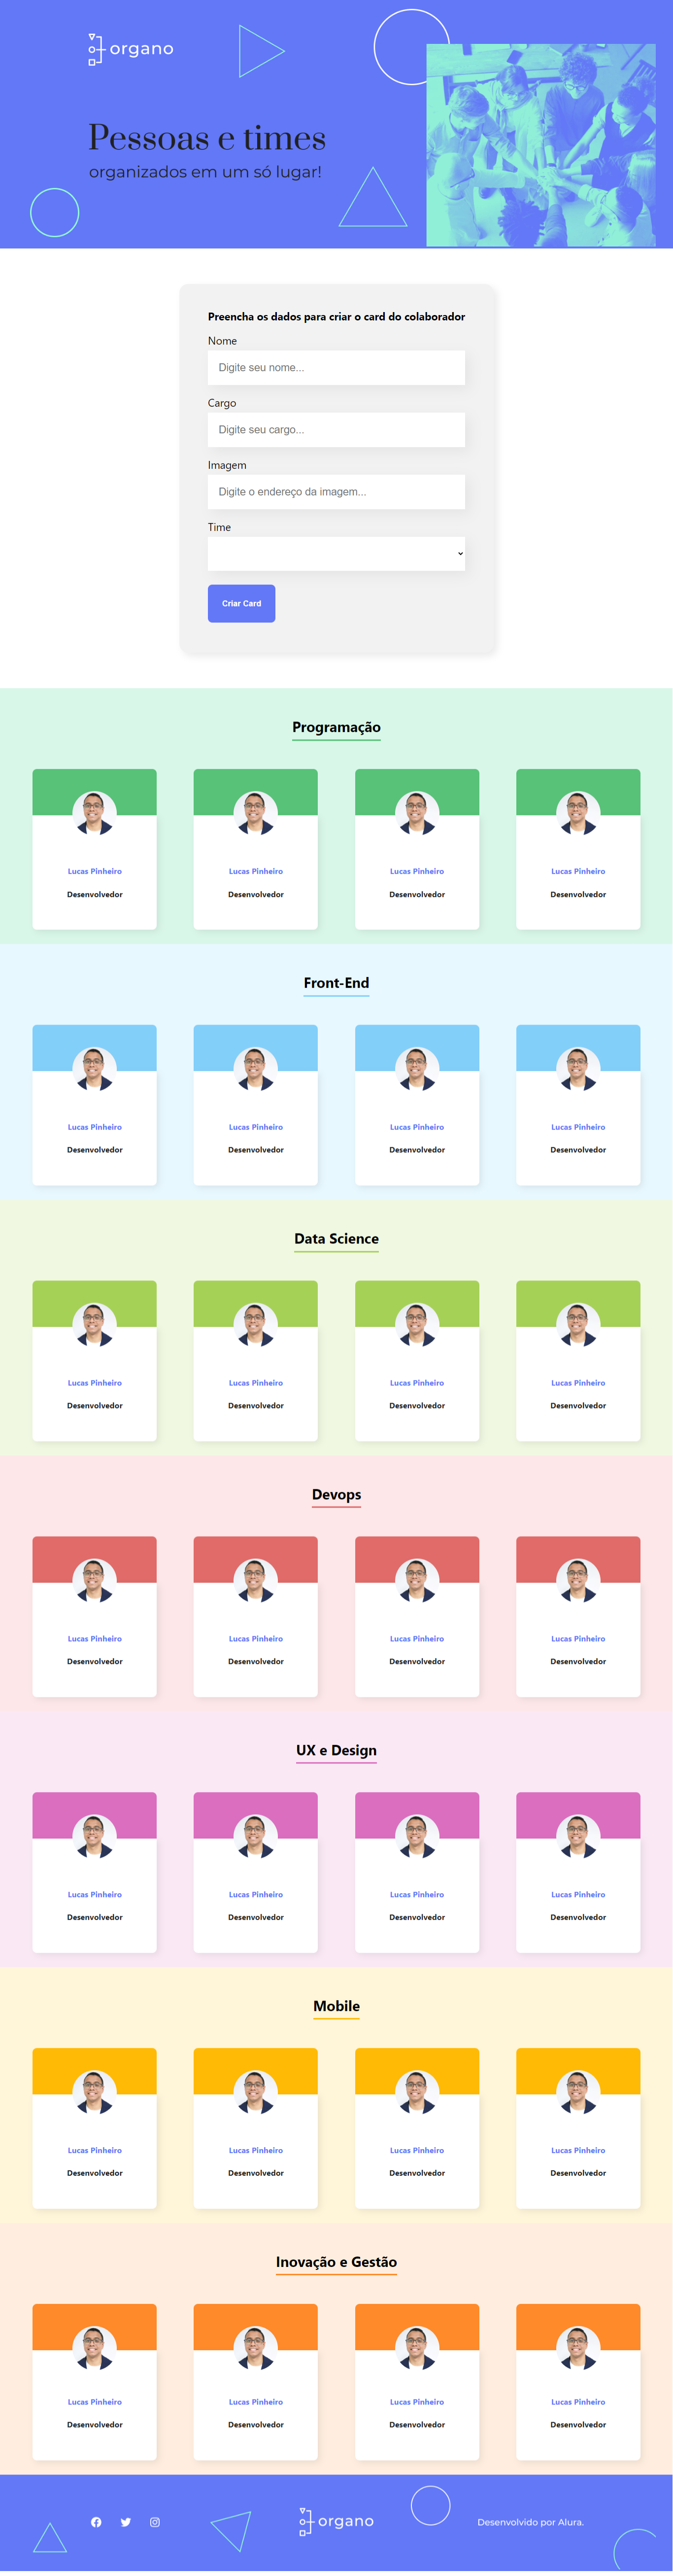 organo
Pessoas e times
organizados em um só lugar!
Preencha os dados para criar o card do colaborador
Nome
Digite seu nome...
Cargo
Digite seu cargo...
Imagem
Digite o endereço da imagem...
Time
Criar Card
Programação
Lucas Pinheiro Lucas Pinheiro Lucas Pinheiro Lucas Pinheiro
Desenvolvedor Desenvolvedor Desenvolvedor Desenvolvedor
Front-End
Lucas Pinheiro Lucas Pinheiro Lucas Pinheiro Lucas Pinheiro
Desenvolvedor Desenvolvedor Desenvolvedor Desenvolvedor
Data Science
Lucas Pinheiro Lucas Pinheiro Lucas Pinheiro Lucas Pinheiro
Desenvolvedor Desenvolvedor Desenvolvedor Desenvolvedor
Devops
Lucas Pinheiro Lucas Pinheiro Lucas Pinheiro Lucas Pinheiro
Desenvolvedor Desenvolvedor Desenvolvedor Desenvolvedor
UX e Design
Lucas Pinheiro Lucas Pinheiro Lucas Pinheiro Lucas Pinheiro
Desenvolvedor Desenvolvedor Desenvolvedor Desenvolvedor
Mobile
Lucas Pinheiro Lucas Pinheiro Lucas Pinheiro Lucas Pinheiro
Desenvolvedor Desenvolvedor Desenvolvedor Desenvolvedor
Inovação e Gestão
Lucas Pinheiro Lucas Pinheiro Lucas Pinheiro Lucas Pinheiro
Desenvolvedor Desenvolvedor Desenvolvedor Desenvolvedor
organo
Desenvolvido por Alura.